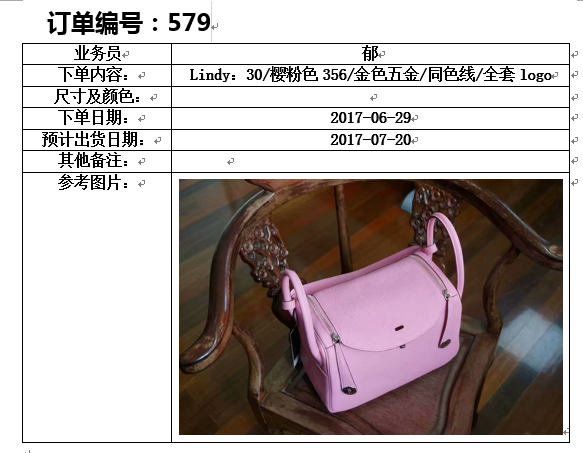 订单编号：579
业务员 郁
下单内容： Lindy：30/樱粉色 356/金色五金/同色线/全套 logo
尺寸及颜色：
下单日期： 2017-06-29
预计出货日期： 2017-07-20
其他备注：
参考图片：